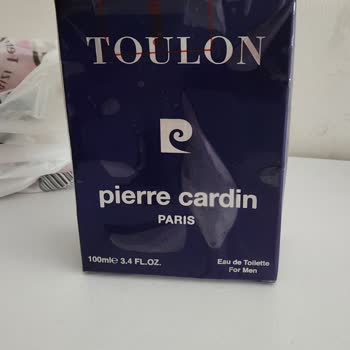 TOULON
pierre cardin
PARIS
100ml℮ 3.4 FL.OZ.
Eau de Toilette
For Men